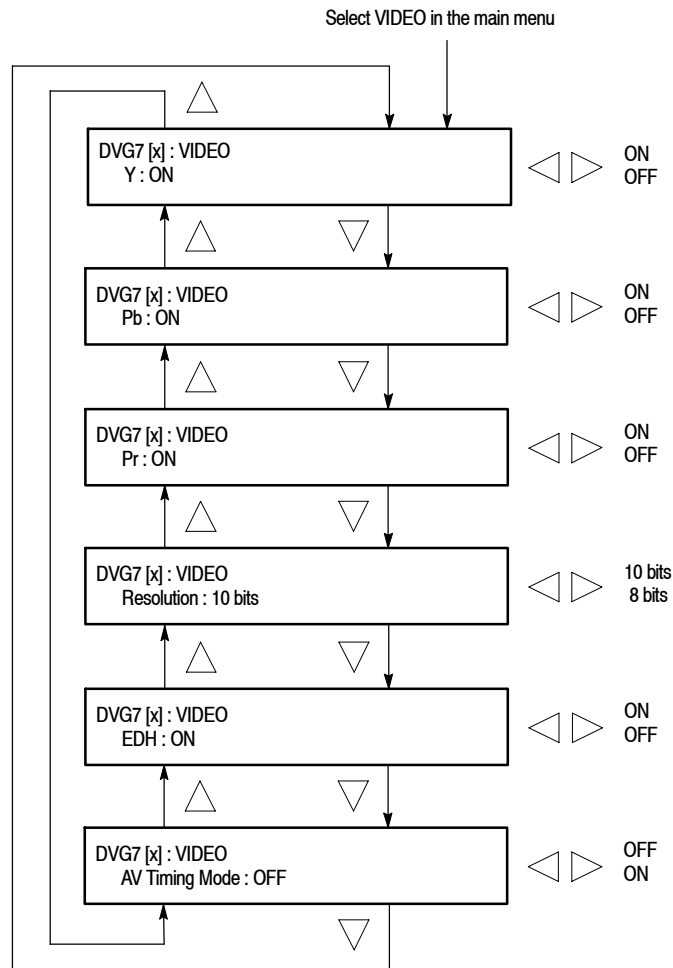 Select VIDEO in the main menu
DVG7 [x] : VIDEO
Y : ON
ON
OFF
DVG7 [x] : VIDEO
Pb : ON
ON
OFF
DVG7 [x] : VIDEO
Pr : ON
ON
OFF
DVG7 [x] : VIDEO
Resolution : 10 bits
10 bits
8 bits
DVG7 [x] : VIDEO
EDH : ON
ON
OFF
DVG7 [x] : VIDEO
AV Timing Mode : OFF
OFF
ON